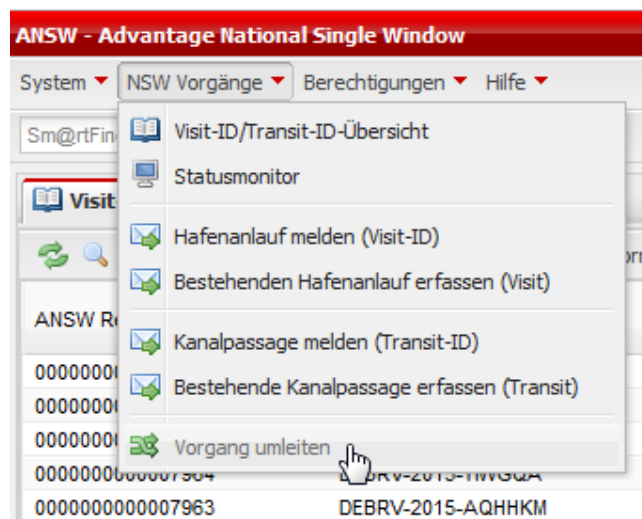 ANSW - Advantage National Single Window
System NSW Vorgänge Berechtigungen Hilfe
Sm@rtFin
Visit-ID/Transit-ID-Übersicht
Statusmonitor
Visit
Hafenanlauf melden (Visit-ID)
Bestehenden Hafenanlauf erfassen (Visit)
ANSW
Kanalpassage melden (Transit-ID)
Bestehende Kanalpassage erfassen (Transit)
Vorgang umleiten
0000000000007964
0000000000007963 DEBRV-2015-AQHHKM